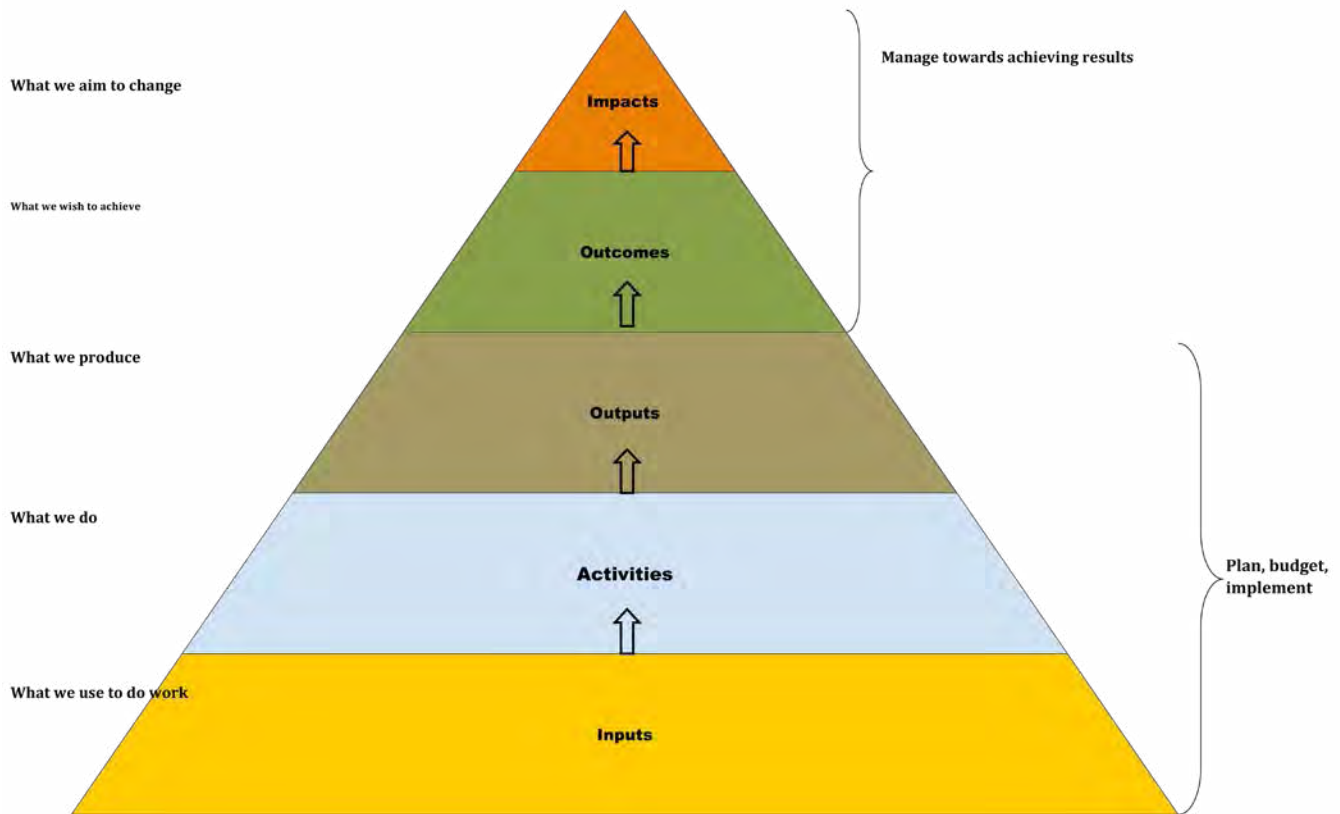 Manage towards achieving results
What we aim to change
Impacts
What we wish to achieve
Outcomes
What we produce
Outputs
What we do
Activities
Plan, budget,
implement
What we use to do work
Inputs